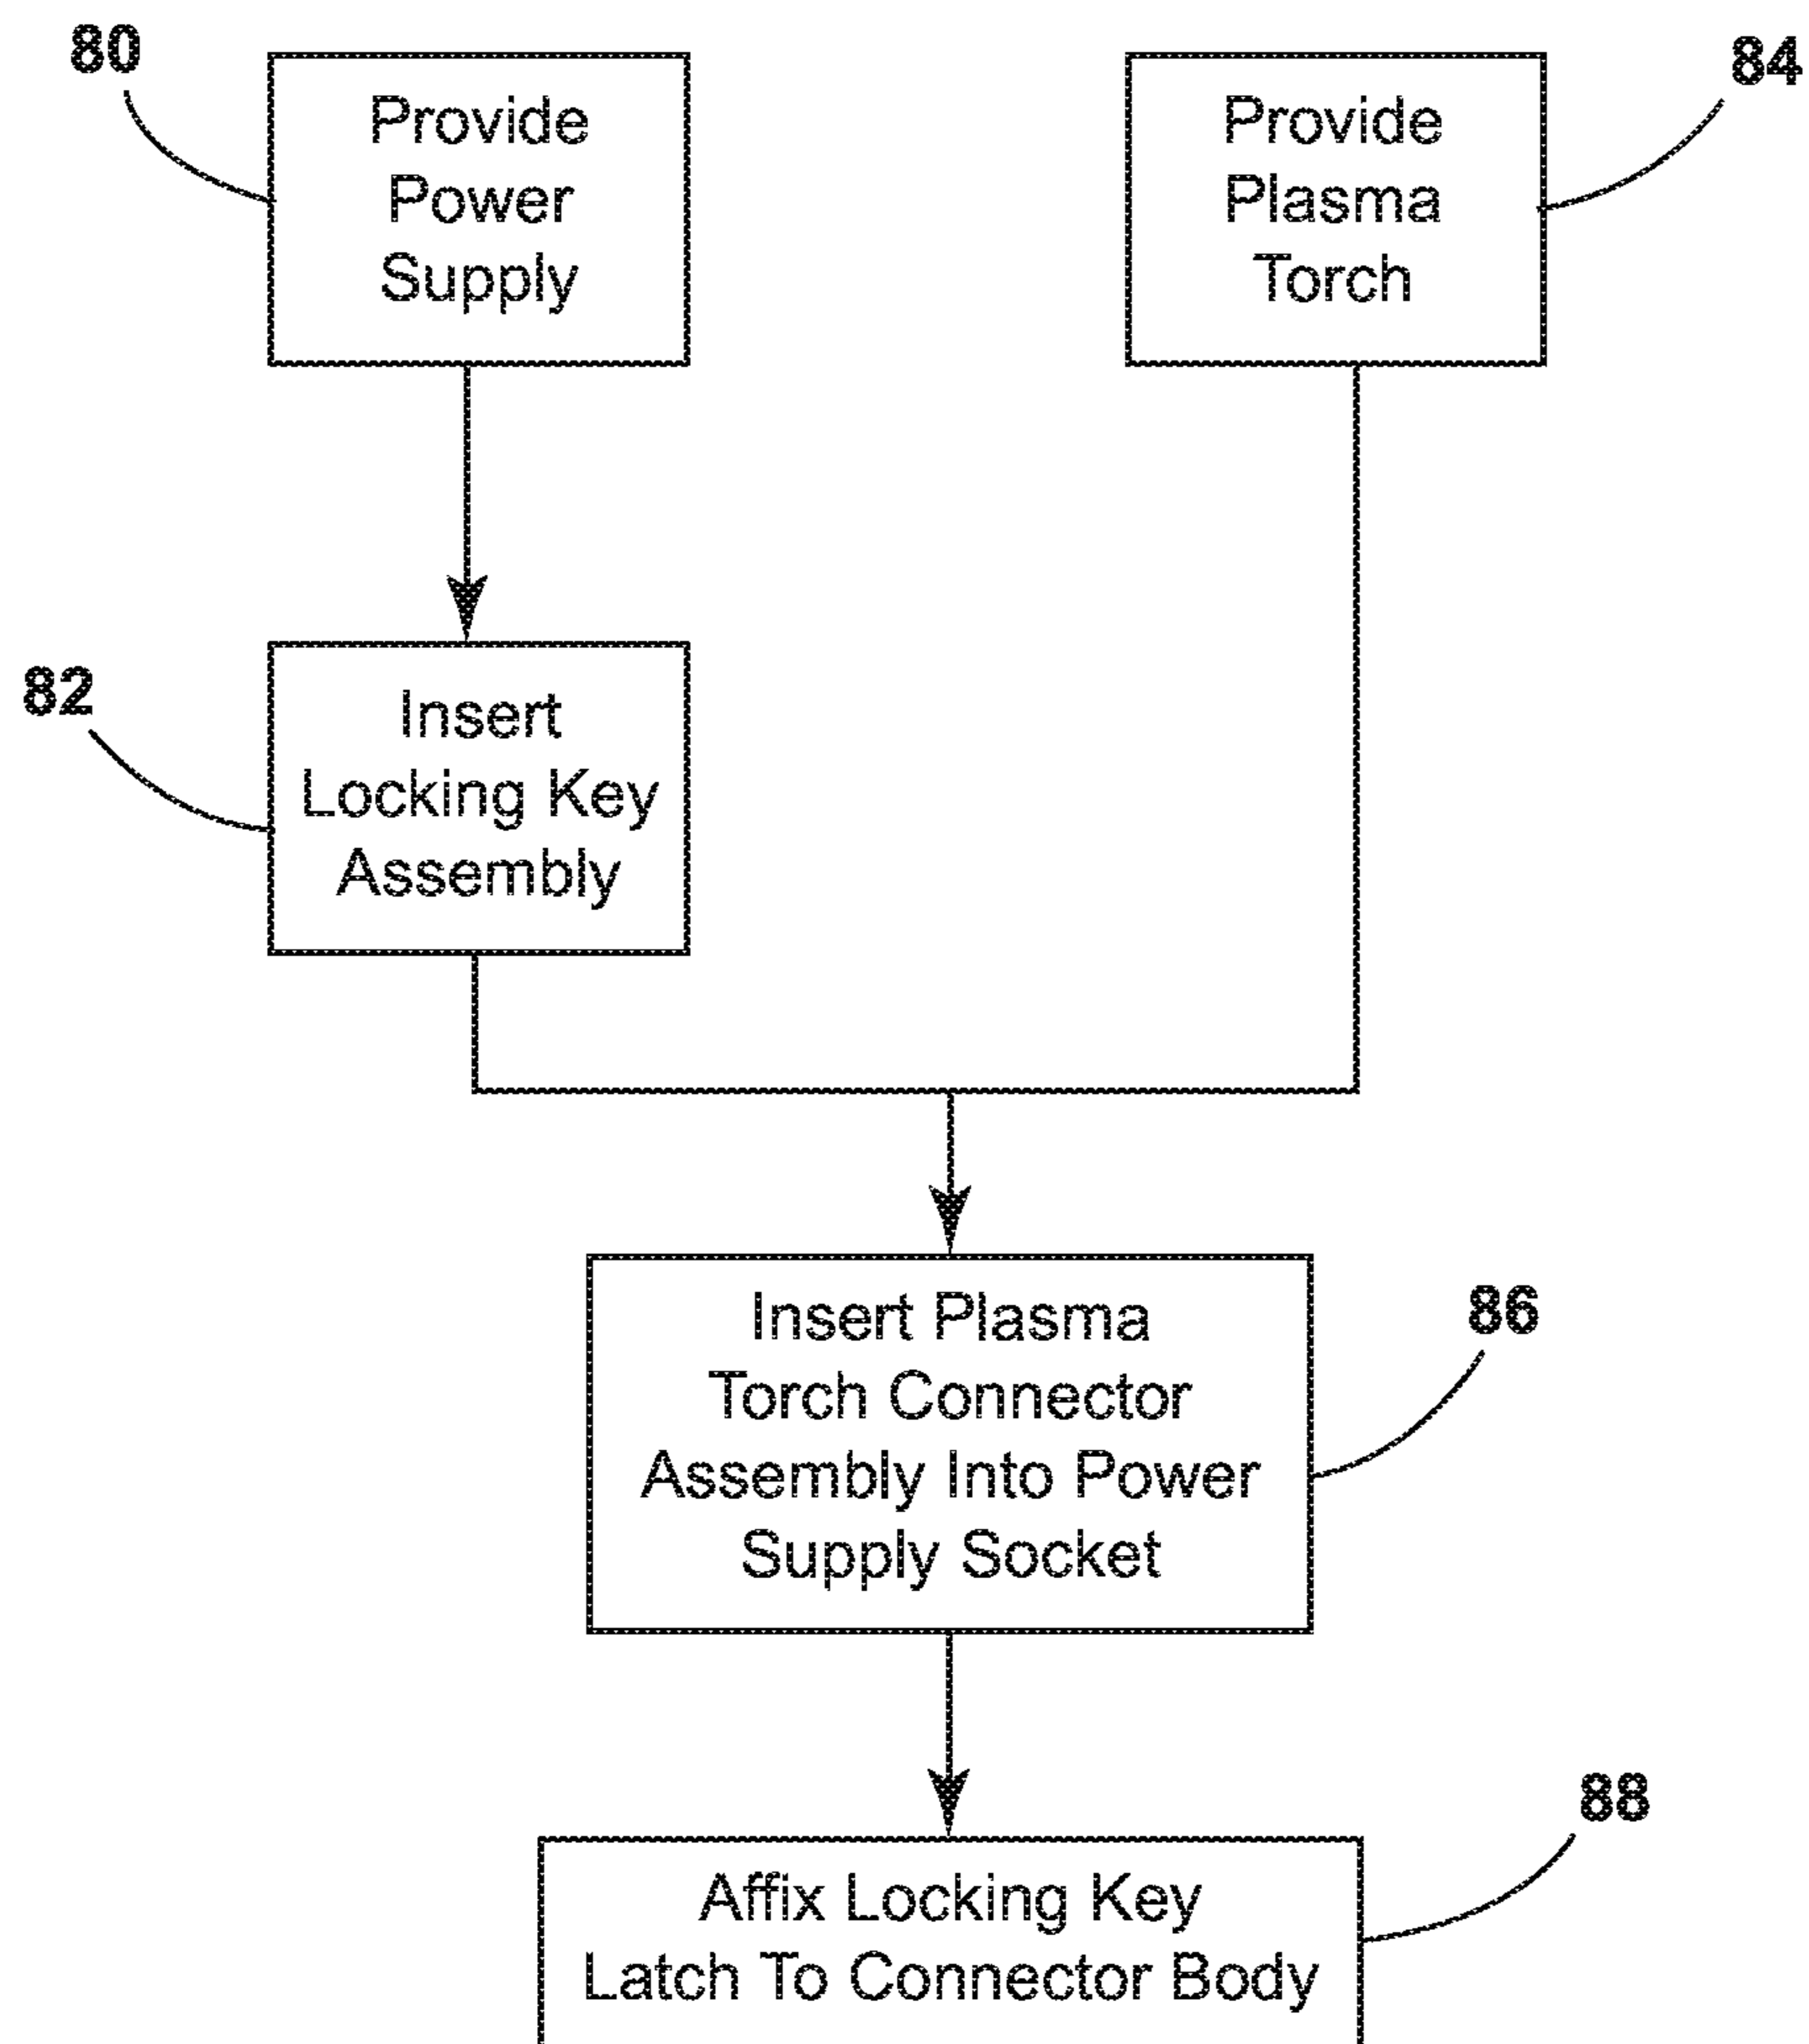 80
Provide
Power
Supply
84
Provide
Plasma
Torch
82
Insert
Locking Key
Assembly
86
Insert Plasma
Torch Connector
Assembly Into Power
Supply Socket
88
Affix Locking Key
Latch To Connector Body